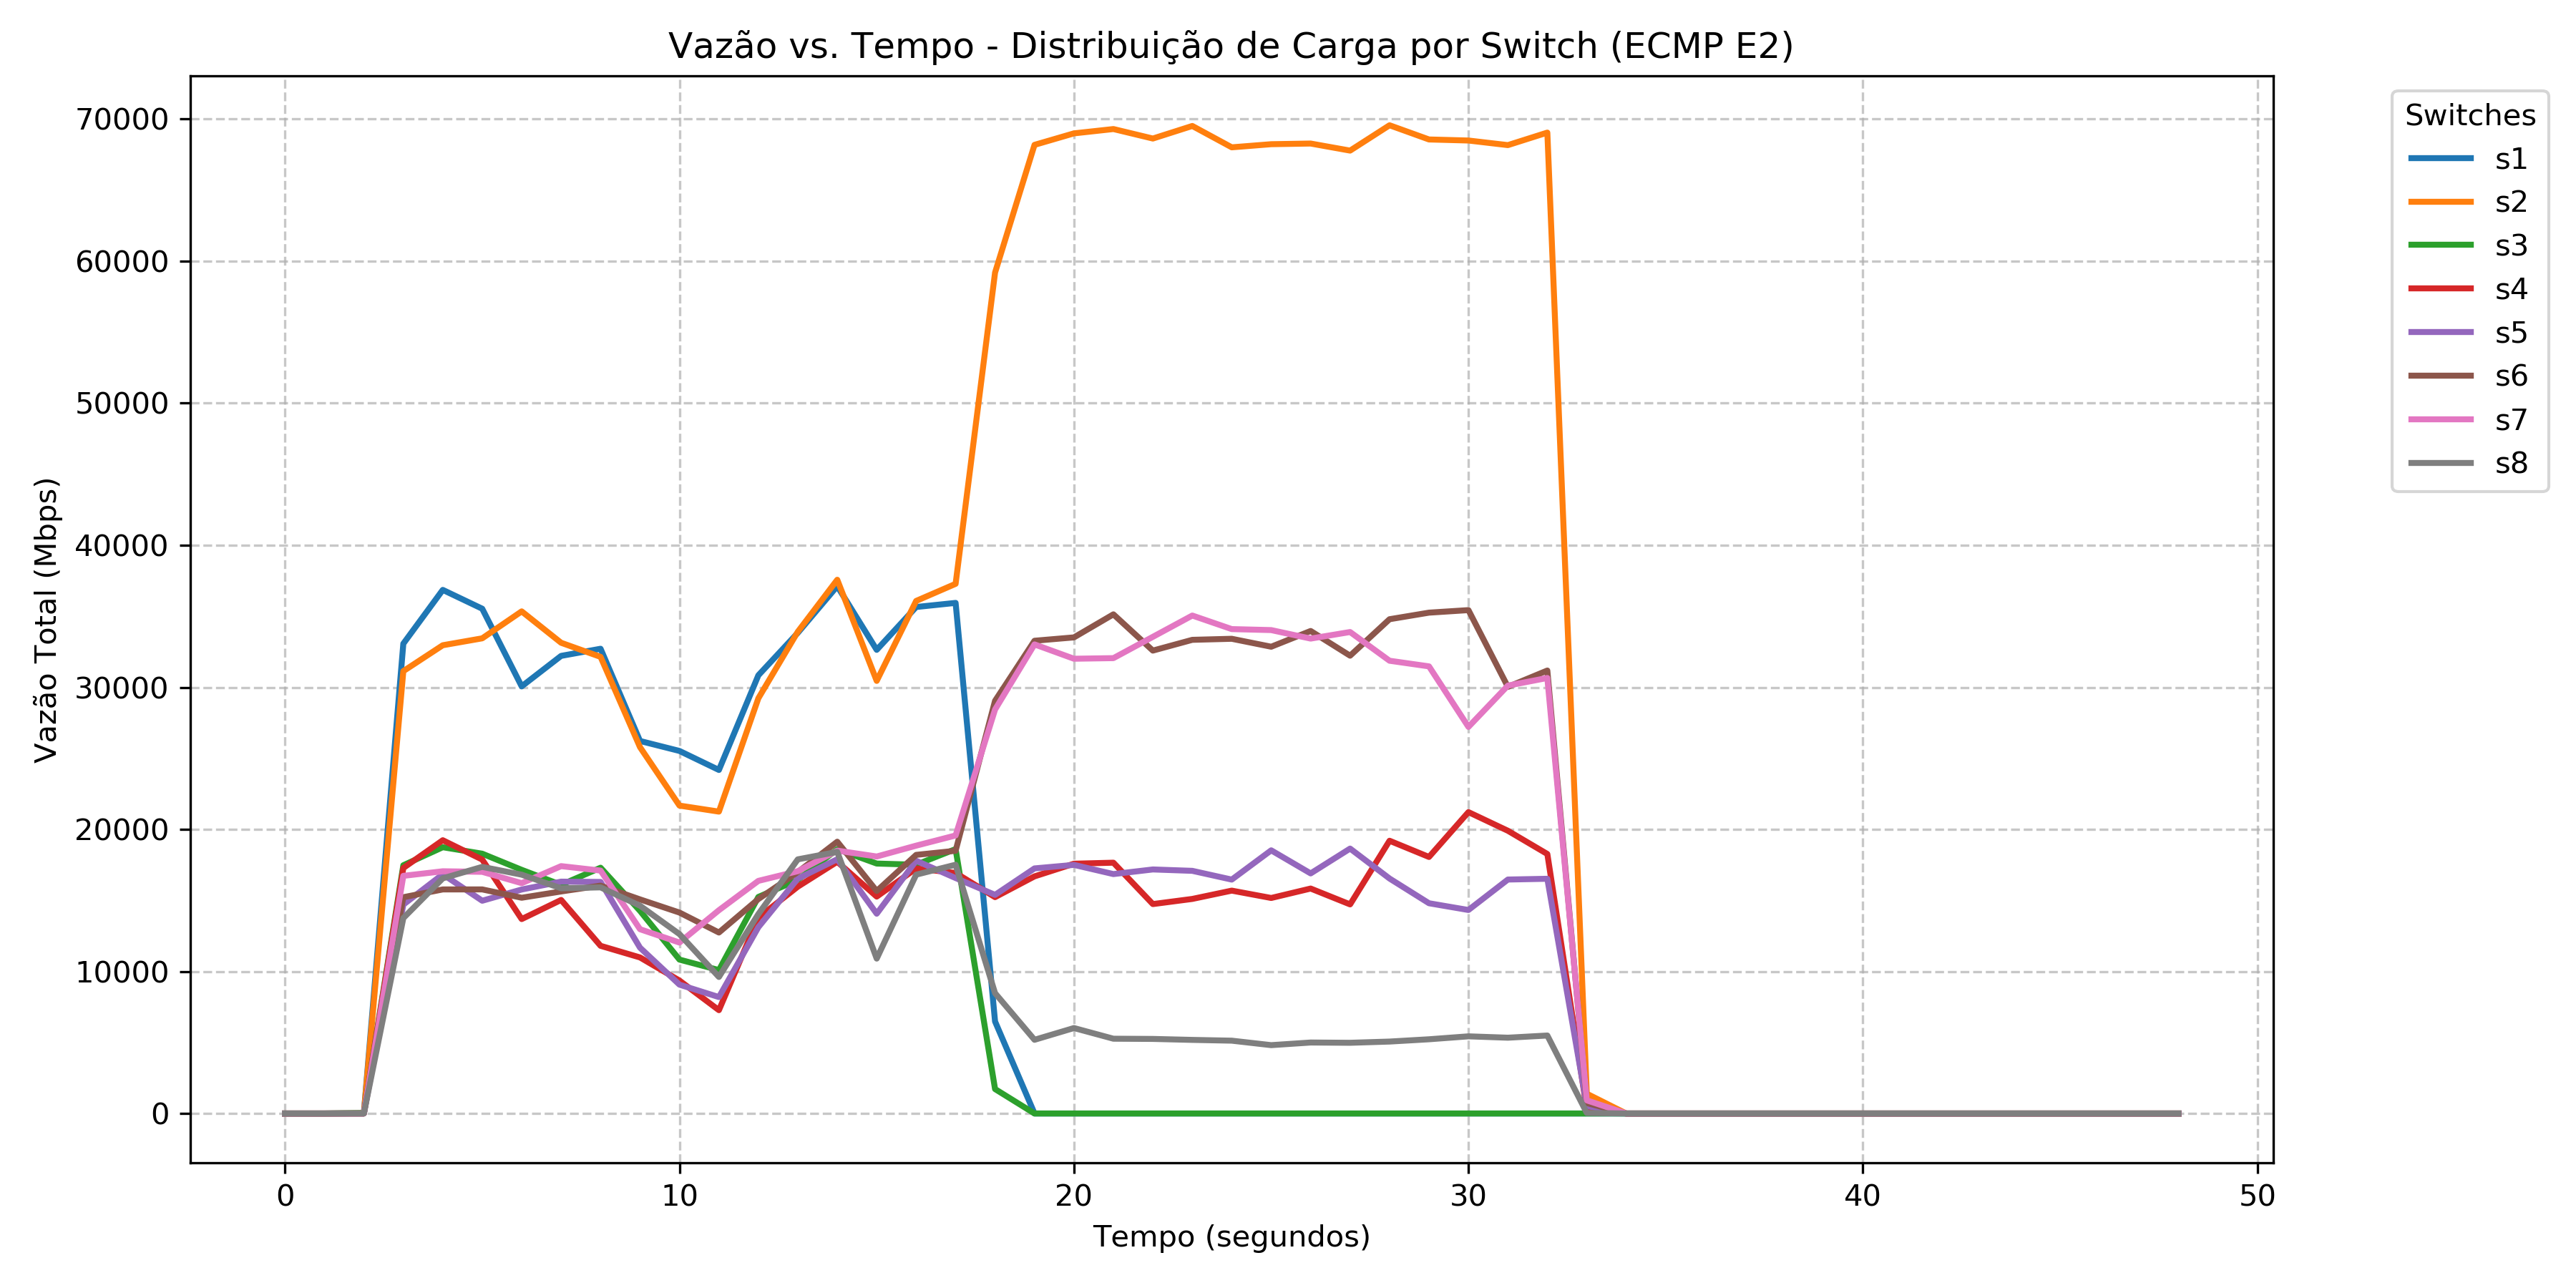 Vazão vs. Tempo - Distribuição de Carga por Switch (ECMP E2)
Vazão Total (Mbps)
70000
60000
50000
40000
30000
20000
10000
0
0 10 20 30 40 50
Tempo (segundos)
Switches
s1
s2
s3
s4
s5
s6
s7
s8